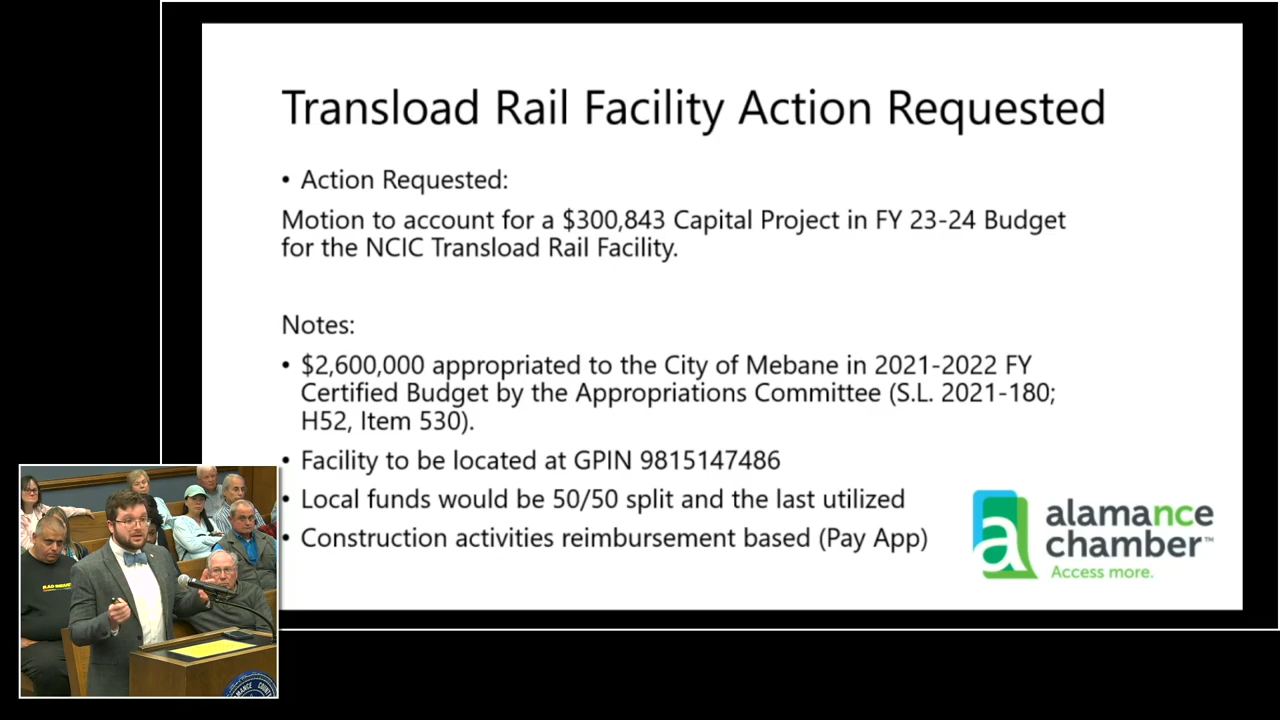 Transload Rail Facility Action Requested
• Action Requested:
Motion to account for a $300,843 Capital Project in FY 23-24 Budget
for the NCIC Transload Rail Facility.
Notes:
• $2,600,000 appropriated to the City of Mebane in 2021-2022 FY
Certified Budget by the Appropriations Committee (S.L. 2021-180;
H52, Item 530).
• Facility to be located at GPIN 9815147486
• Local funds would be 50/50 split and the last utilized
• Construction activities reimbursement based (Pay App)
a
alamance
chamber™
Access more.